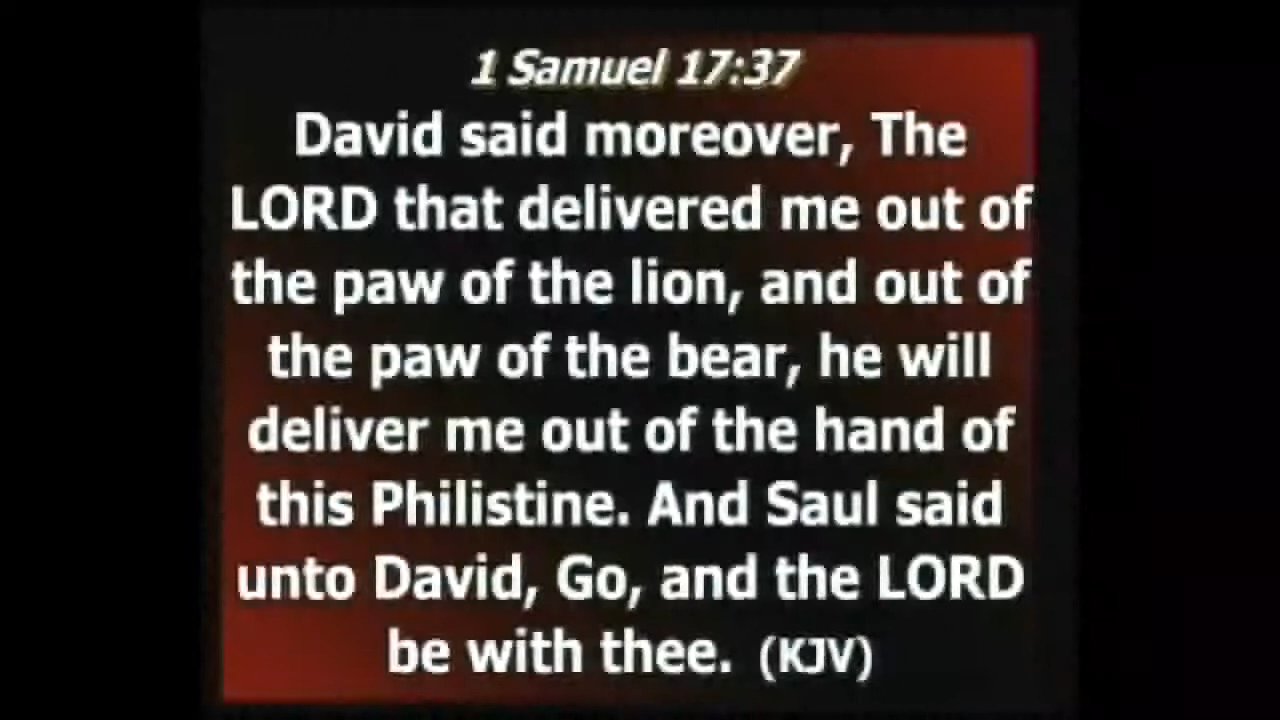 1 Samuel 17:37
David said moreover, The
LORD that delivered me out of
the paw of the lion, and out of
the paw of the bear, he will
deliver me out of the hand of
this Philistine. And Saul said
unto David, Go, and the LORD
be with thee. (KJV)